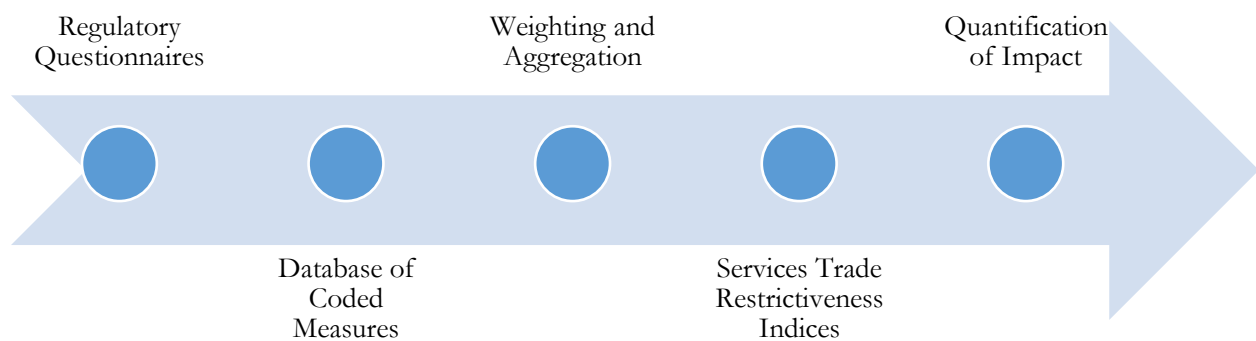 Regulatory
Questionnaires
Database of
Coded
Measures
Weighting and
Aggregation
Services Trade
Restrictiveness
Indices
Quantification
of Impact